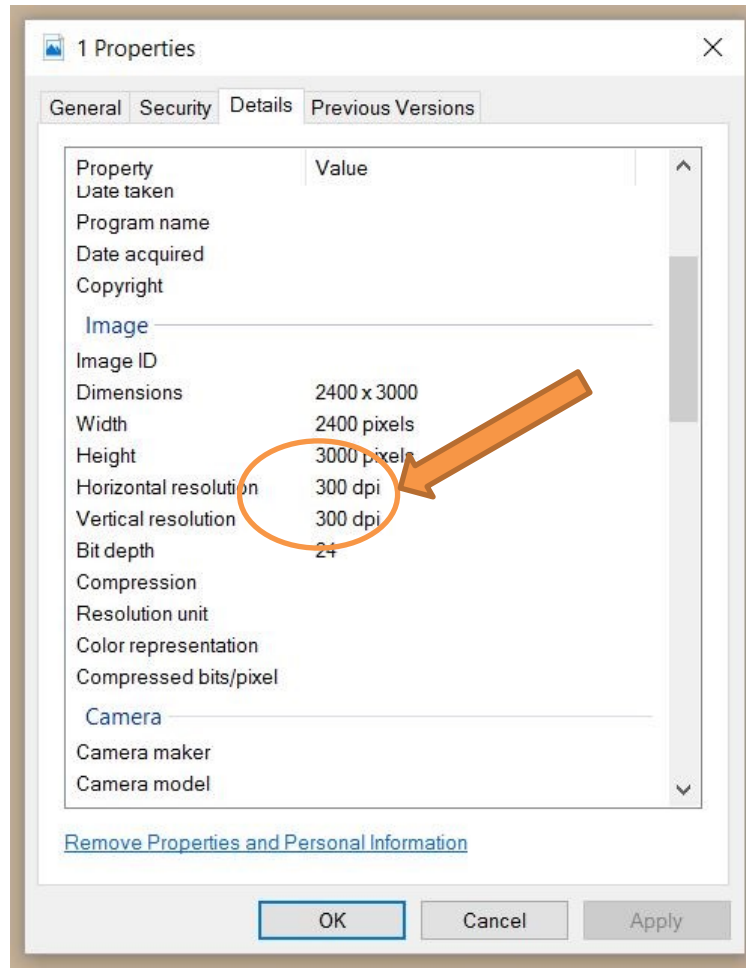 1 Properties
General Security Details Previous Versions
Property Value
Date taken
Program name
Date acquired
Copyright
Image
Image ID
Dimensions 2400 x 3000
Width 2400 pixels
Height 3000 pixels
Horizontal resolution 300 dpi
Vertical resolution 300 dpi
Bit depth 24
Compression
Resolution unit
Color representation
Compressed bits/pixel
Camera
Camera maker
Camera model
Remove Properties and Personal Information
OK Cancel Apply